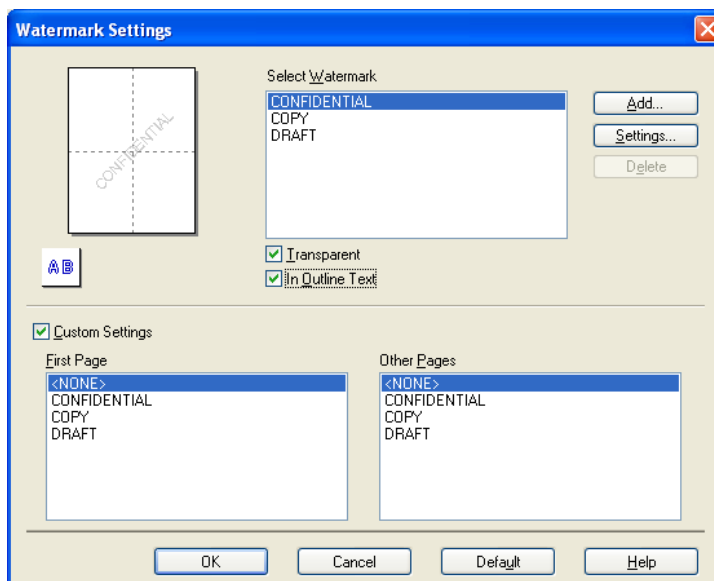 Watermark Settings
Select Watermark
CONFIDENTIAL
CONFIDENTIAL
COPY
DRAFT
Add...
Settings...
Delete
Transparent
In Outline Text
AB
Custom Settings
First Page
<NONE>
CONFIDENTIAL
COPY
DRAFT
Other Pages
<NONE>
CONFIDENTIAL
COPY
DRAFT
OK
Cancel
Default
Help